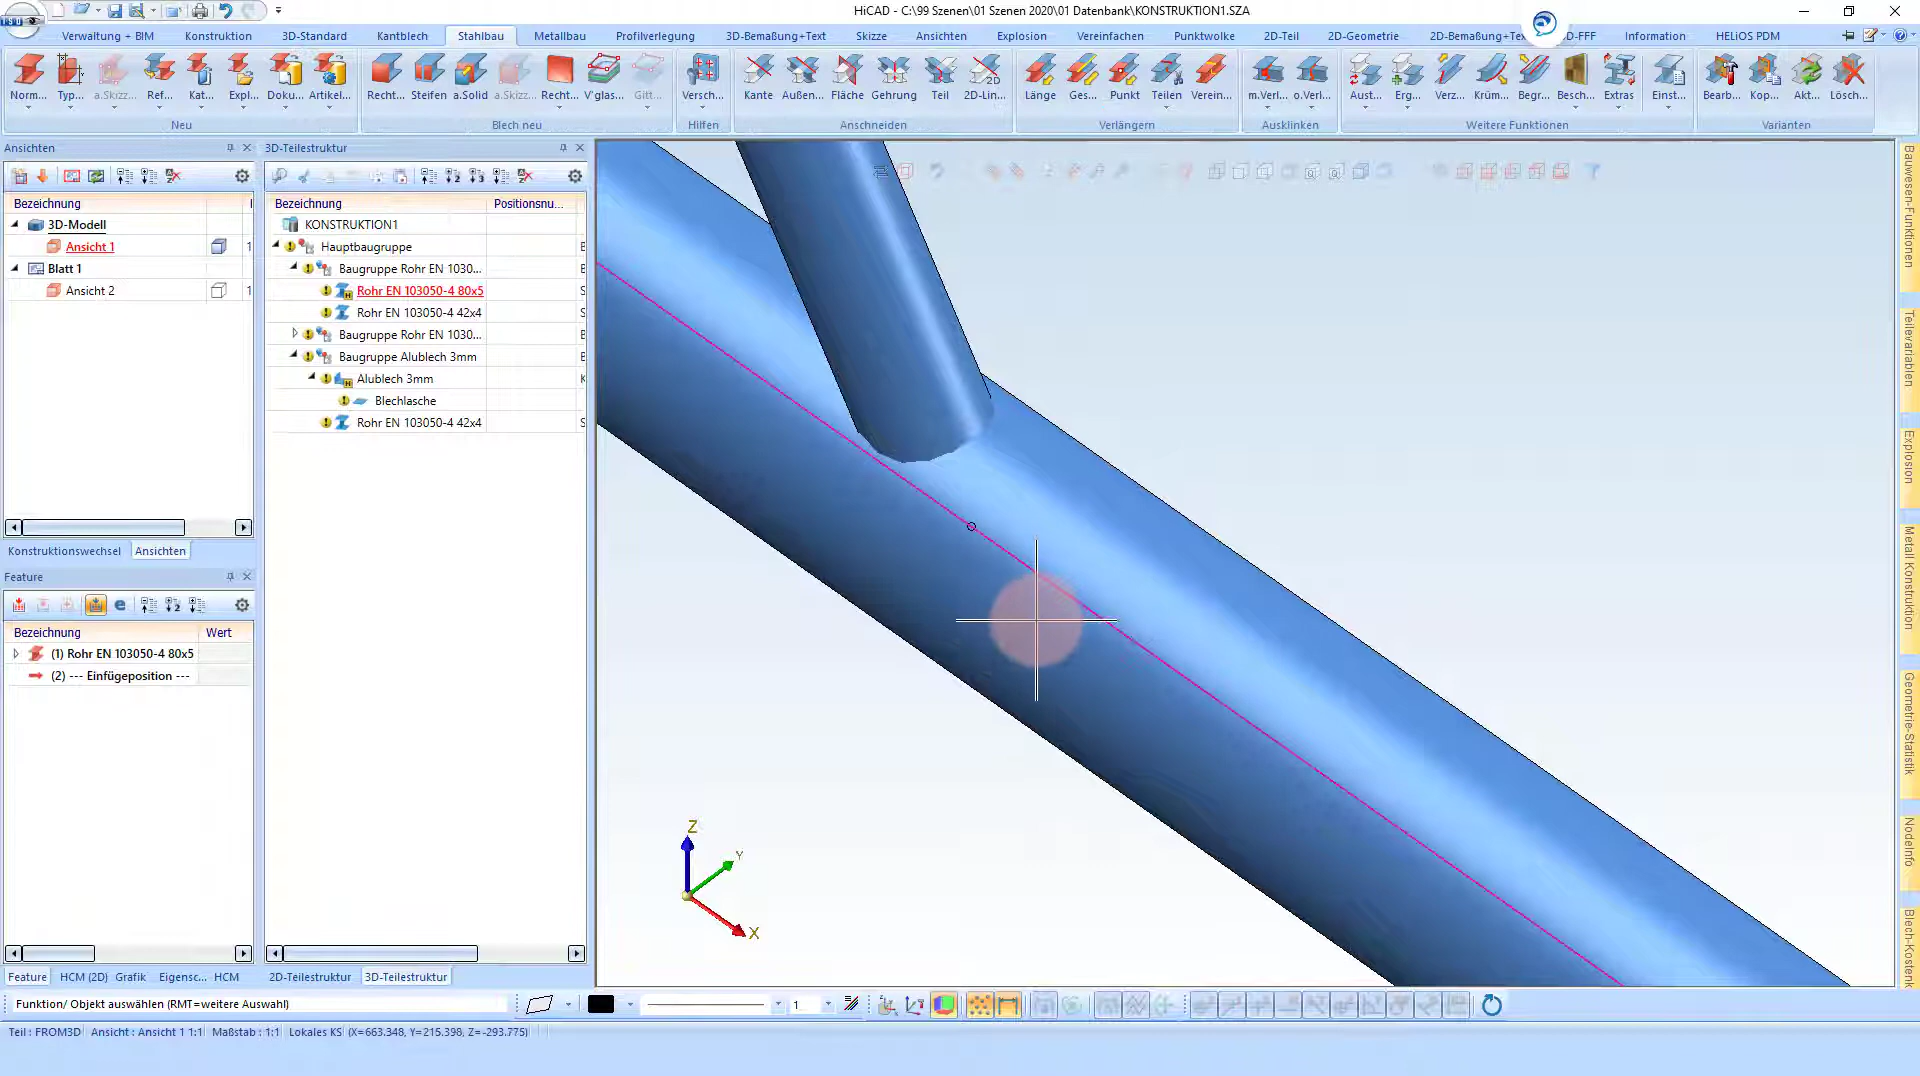 HiCAD - C:\99 Szenen\01 Szenen 2020\01 Datenbank\KONSTRUKTION1.SZA
ISD
Verwaltung + BIM Konstruktion 3D-Standard Kantblech Stahlbau Metallbau Profilverlegung 3D-Bemaßung+Text Skizze Ansichten Explosion Vereinfachen Punktwolke 2D-Teil 2D-Geometrie 2D-Bemaßung+Te D-FFF Information HELiOS PDM
Norm... Typ... a.Skizz... Ref... Kat... Expl... Doku... Artikel... Recht... Steifen a.Solid a.Skizz... Recht... V'glas... Gitt... Versch... Kante Außen... Fläche Gehrung Teil 2D-Lin... Länge Ges... Punkt Teilen Verein... m.Verl... o.Verl... Aust... Erg... Verz... Krüm... Begr... Besch... Extras Einst... Bearb... Kop... Akt... Lösch...
Neu Blech neu Hilfen Anschneiden Verlängern Ausklinken Weitere Funktionen Varianten
Ansichten
Bezeichnung
3D-Modell
Ansicht 1 1
Blatt 1
Ansicht 2 1
Konstruktionswechsel Ansichten
Feature
Bezeichnung Wert
(1) Rohr EN 103050-4 80x5
(2) --- Einfügeposition ---
Feature HCM (2D) Grafik Eigensc... HCM
3D-Teilestruktur
Bezeichnung Positionsnu...
KONSTRUKTION1
Hauptbaugruppe
Baugruppe Rohr EN 1030...
Rohr EN 103050-4 80x5
Rohr EN 103050-4 42x4
Baugruppe Rohr EN 1030...
Baugruppe Alublech 3mm
Alublech 3mm
Blechlasche
Rohr EN 103050-4 42x4
2D-Teilestruktur 3D-Teilestruktur
Z
Y
X
Bauwesen-Funktionen
Teilevariablen
Explosion
Metall Konstruktion
Geometrie-Statistik
NodeInfo
Blech-Kosten
Funktion/ Objekt auswählen (RMT=weitere Auswahl)
1
Teil : FROM3D Ansicht : Ansicht 1 1:1 Maßstab : 1:1 Lokales KS (X=663.348, Y=215.398, Z=-293.775)